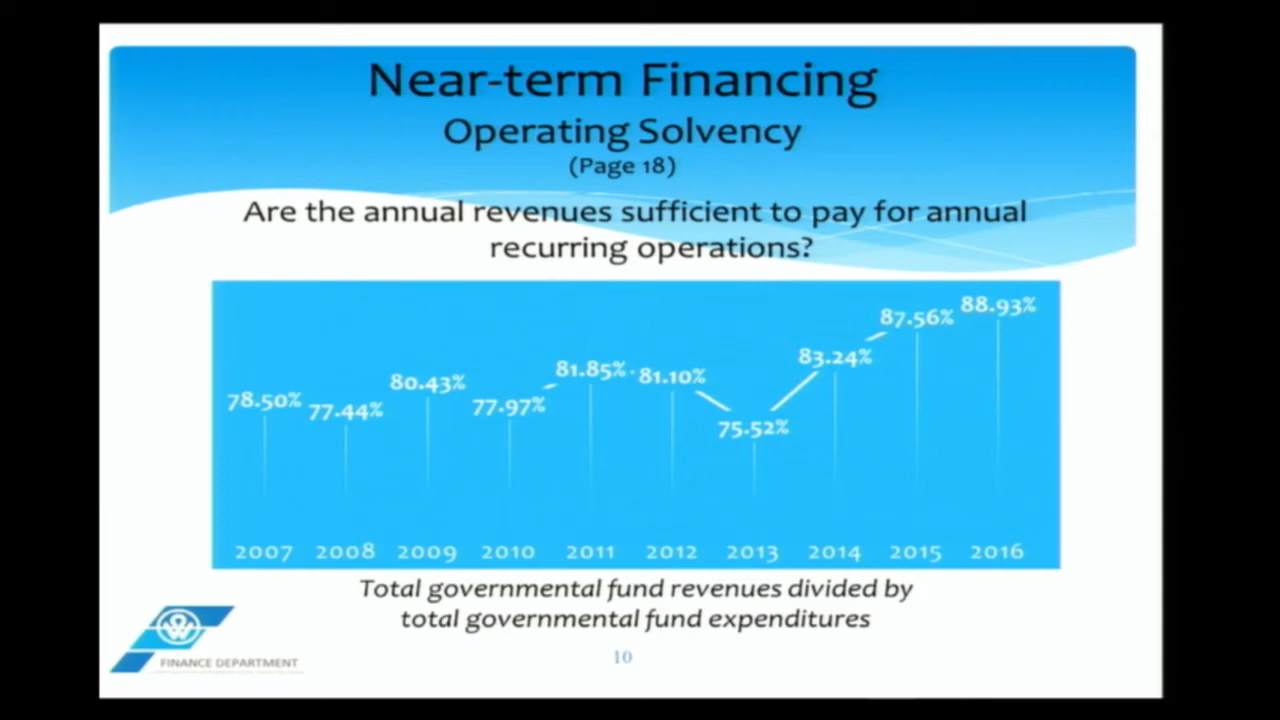 Near-term Financing
Operating Solvency
(Page 18)
Are the annual revenues sufficient to pay for annual
recurring operations?
78.50% 77.44% 80.43% 77.97% 81.85% 81.10% 75.52% 83.24% 87.56% 88.93%
2007 2008 2009 2010 2011 2012 2013 2014 2015 2016
Total governmental fund revenues divided by
total governmental fund expenditures
FINANCE DEPARTMENT
10